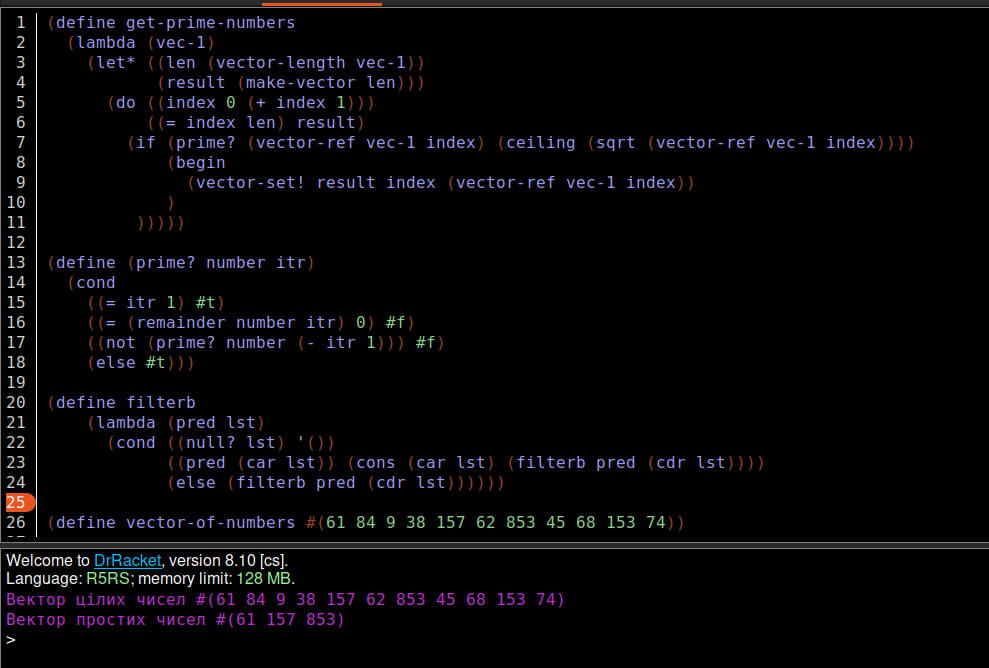 1 (define get-prime-numbers
2 (lambda (vec-1)
3 (let* ((len (vector-length vec-1))
4 (result (make-vector len)))
5 (do ((index 0 (+ index 1)))
6 ((= index len) result)
7 (if (prime? (vector-ref vec-1 index) (ceiling (sqrt (vector-ref vec-1 index))))
8 (begin
9 (vector-set! result index (vector-ref vec-1 index))
10 )
11 )))))
12
13 (define (prime? number itr)
14 (cond
15 ((= itr 1) #t)
16 ((= (remainder number itr) 0) #f)
17 ((not (prime? number (- itr 1))) #f)
18 (else #t)))
19
20 (define filterb
21 (lambda (pred lst)
22 (cond ((null? lst) '())
23 ((pred (car lst)) (cons (car lst) (filterb pred (cdr lst))))
24 (else (filterb pred (cdr lst))))))
25
26 (define vector-of-numbers #(61 84 9 38 157 62 853 45 68 153 74))
Welcome to DrRacket, version 8.10 [cs].
Language: R5RS; memory limit: 128 MB.
Вектор цілих чисел #(61 84 9 38 157 62 853 45 68 153 74)
Вектор простих чисел #(61 157 853)
>